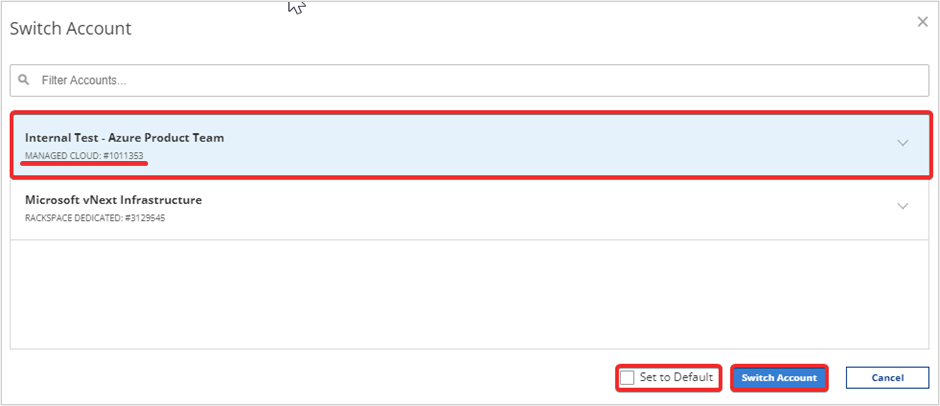 Switch Account
Filter Accounts...
Internal Test - Azure Product Team
MANAGED CLOUD: #1011353
Microsoft vNext Infrastructure
RACKSPACE DEDICATED: #3129545
Set to Default
Switch Account
Cancel